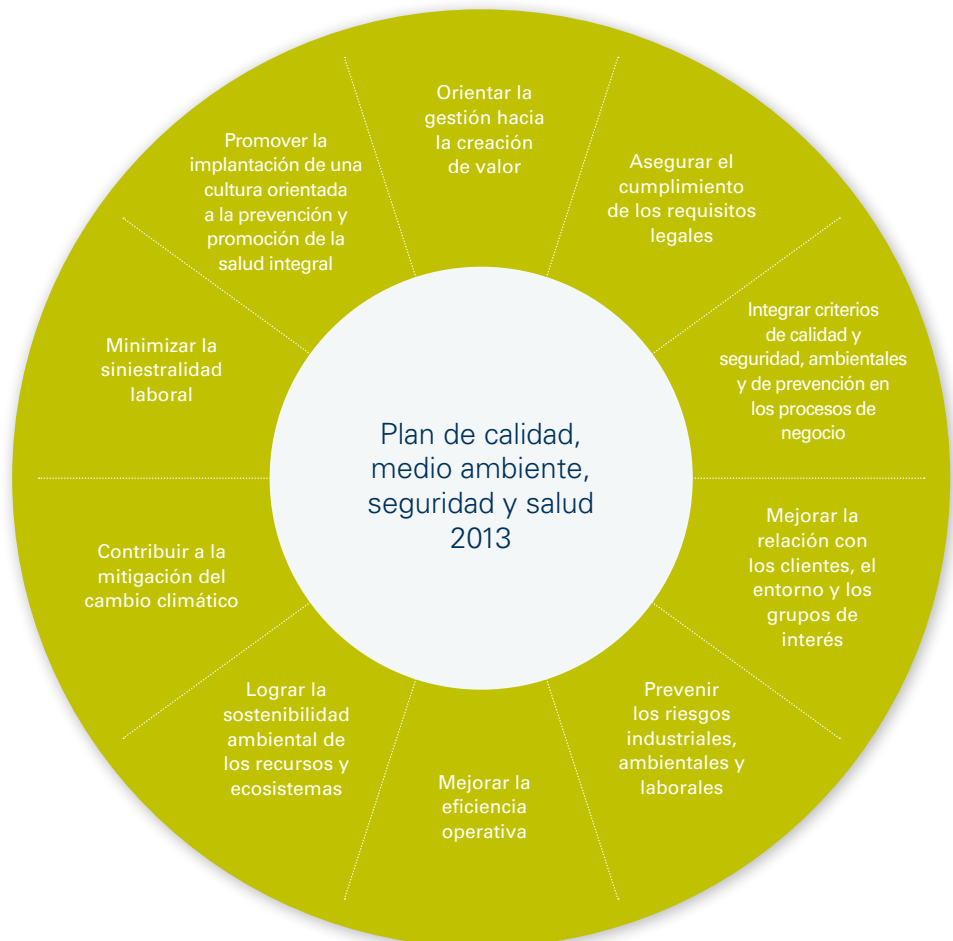 Orientar la
gestión hacia
la creación
de valor
Asegurar el
cumplimiento
de los requisitos
legales
Integrar criterios
de calidad y
seguridad, ambientales
y de prevención en
los procesos de
negocio
Mejorar la
relación con
los clientes, el
entorno y los
grupos de
interés
Prevenir
los riesgos
industriales,
ambientales y
laborales
Mejorar la
eficiencia
operativa
Lograr la
sostenibilidad
ambiental de
los recursos y
ecosistemas
Contribuir a la
mitigación del
cambio climático
Minimizar la
siniestralidad
laboral
Promover la
implantación de una
cultura orientada
a la prevención y
promoción de la
salud integral
Plan de calidad,
medio ambiente,
seguridad y salud
2013